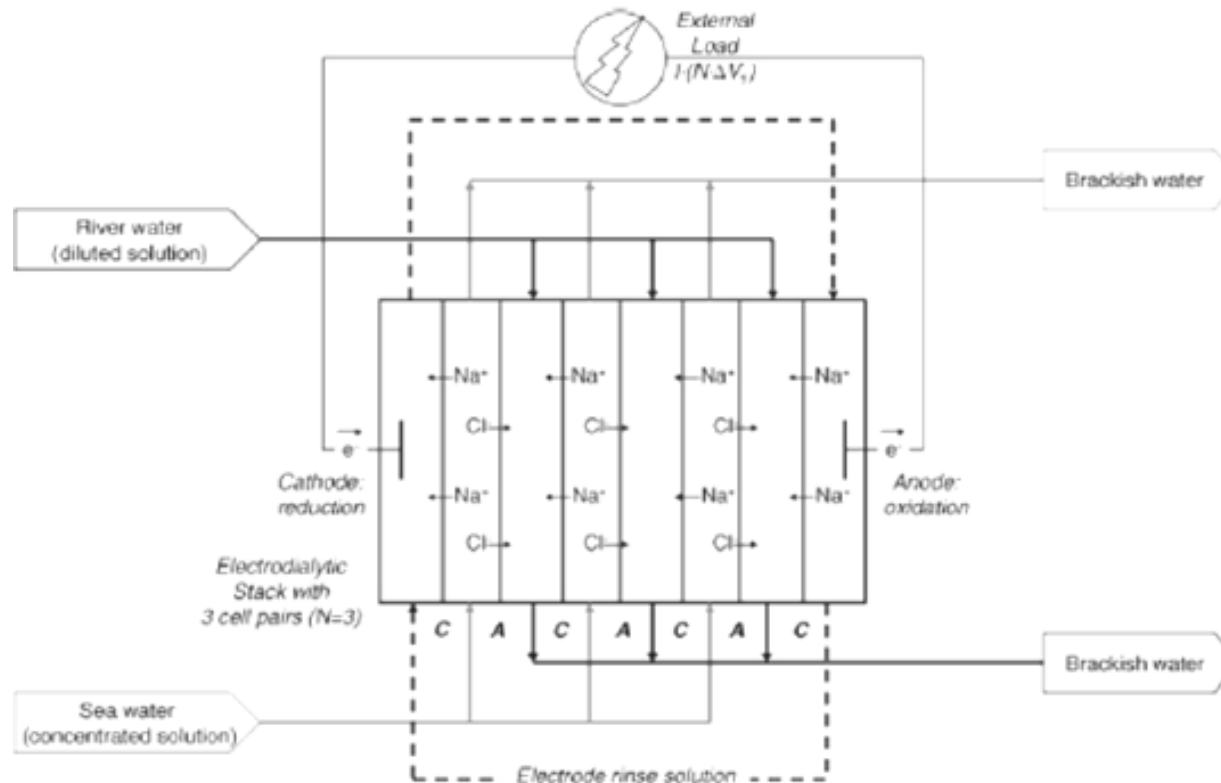 External
Load
I·(N·ΔV₁)
Brackish water
River water
(diluted solution)
Na⁺
Na⁺
Na⁺
Na⁺
Cl
Cl
Cl
e⁻
e⁻
Cathode:
reduction
Anode:
oxidation
Na⁺
Na⁺
Na⁺
Na⁺
Cl
Cl
Cl
Electrodialytic
Stack with
3 cell pairs (N=3)
C A C A C A C
Brackish water
Sea water
(concentrated solution)
Electrode rinse solution